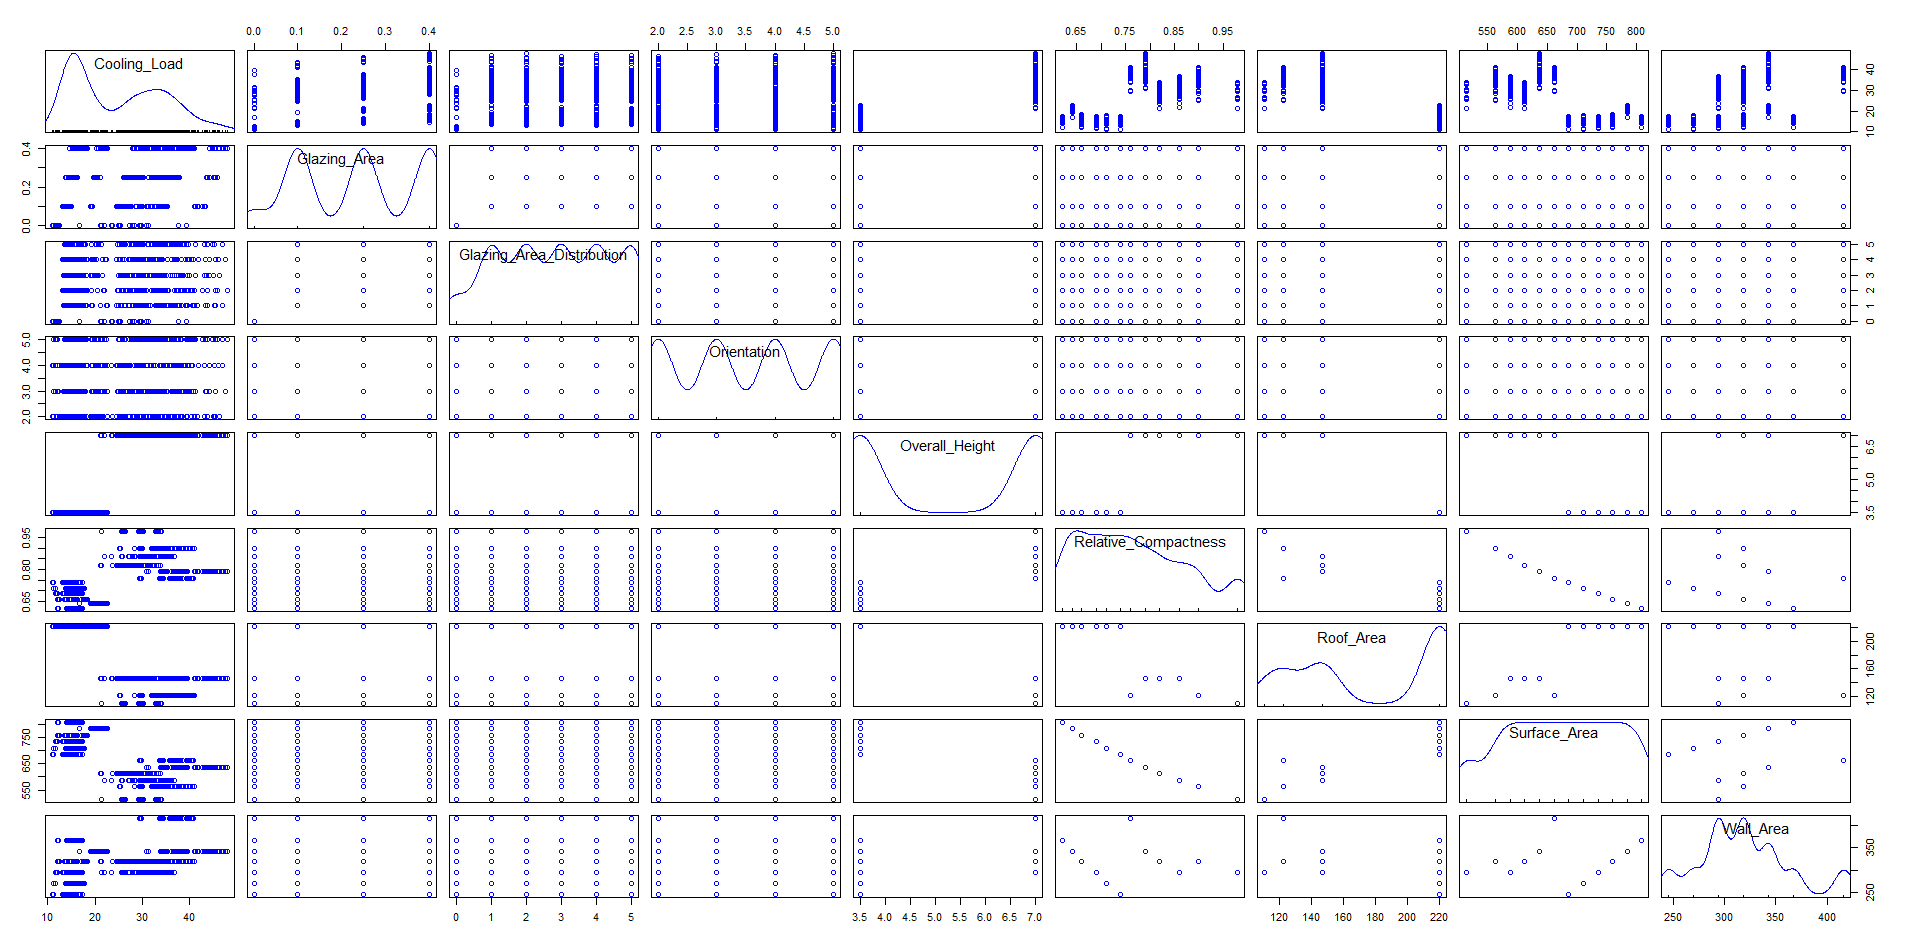 0.0 0.1 0.2 0.3 0.4
2.0 2.5 3.0 3.5 4.0 4.5 5.0
0.65 0.75 0.85 0.95
550 600 650 700 750 800
Cooling_Load
10 20 30 40
0.0 0.2 0.4
Glazing_Area
Glazing_Area_Distribution
0 1 2 3 4 5
2.0 3.0 4.0 5.0
Orientation
Overall_Height
3.5 5.0 6.5
0.65 0.80 0.95
Relative_Compactness
Roof_Area
120 160 200
550 650 750
Surface_Area
Wall_Area
250 350
10 20 30 40
0 1 2 3 4 5
3.5 4.0 4.5 5.0 5.5 6.0 6.5 7.0
120 140 160 180 200 220
250 300 350 400